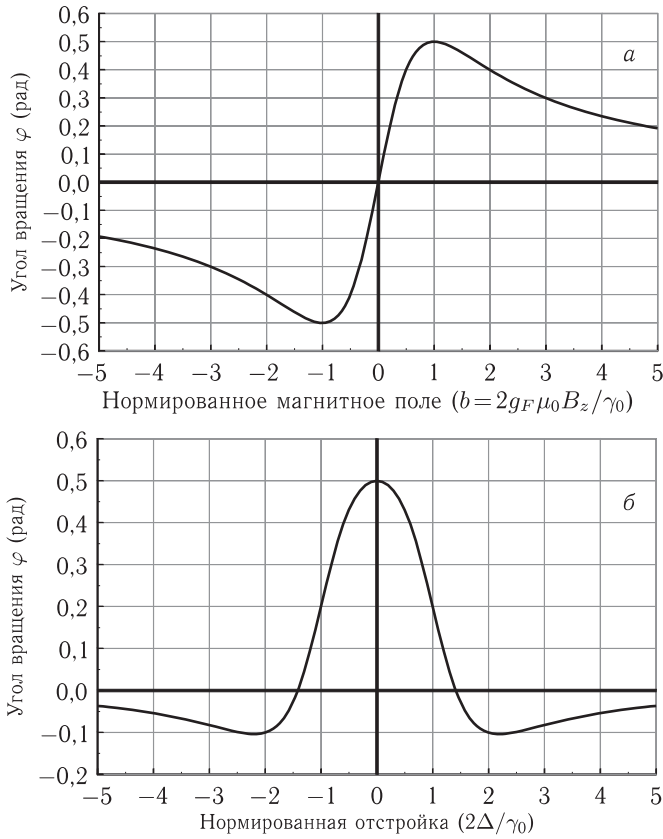 0,6
0,5
а
0,4
0,3
0,2
0,1
0,0
−0,1
−0,2
−0,3
−0,4
−0,5
−0,6
Угол вращения φ (рад)
−5 −4 −3 −2 −1 0 1 2 3 4 5
Нормированное магнитное поле (b=2g_Fμ_0B_z/γ_0)
0,6
0,5
б
0,4
0,3
0,2
0,1
0,0
−0,1
−0,2
Угол вращения φ (рад)
−5 −4 −3 −2 −1 0 1 2 3 4 5
Нормированная отстройка (2Δ/γ_0)